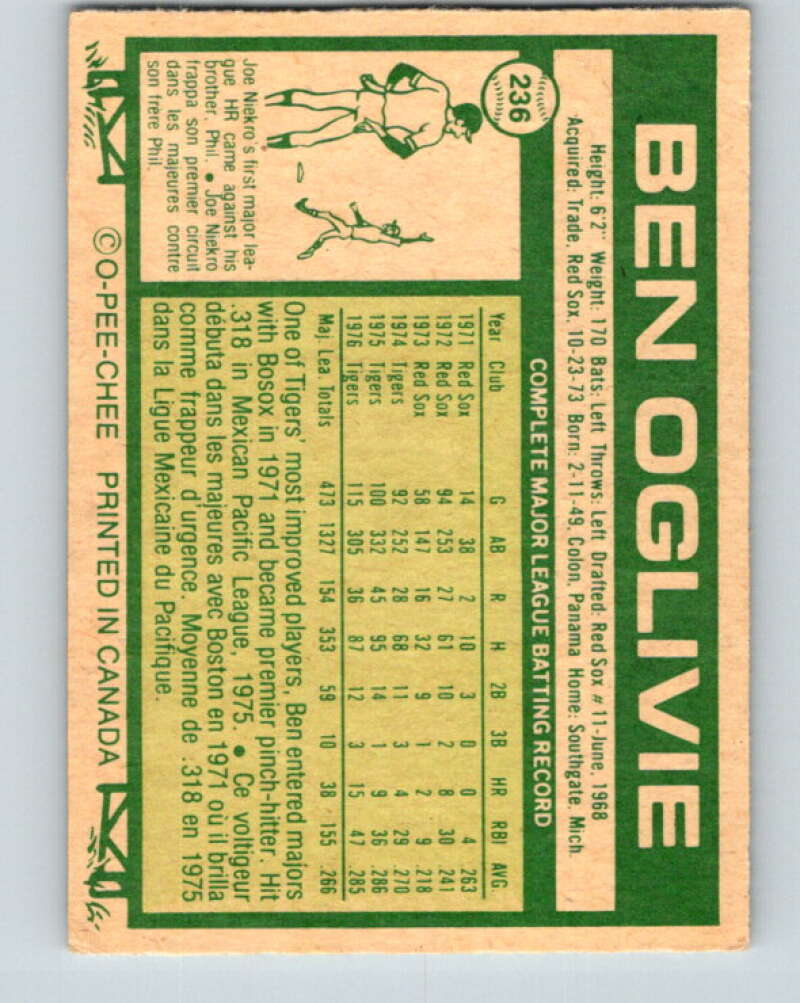 236
BEN OGLIVIE
Height: 6'2" Weight: 170 Bats: Left Throws: Left Drafted: Red Sox #11-June, 1968
Acquired: Trade, Red Sox, 10-23-73 Born: 2-11-49, Colon, Panama Home: Southgate, Mich.
COMPLETE MAJOR LEAGUE BATTING RECORD
Year Club G AB R H 2B 3B HR RBI AVG.
1971 Red Sox 14 38 2 10 3 0 0 4 .263
1972 Red Sox 94 253 27 61 10 2 8 30 .241
1973 Red Sox 58 147 16 32 9 1 2 9 .218
1974 Tigers 92 252 28 68 11 3 4 29 .270
1975 Tigers 100 332 45 95 14 1 9 36 .286
1976 Tigers 115 305 36 87 12 3 15 47 .285
Maj. Lea. Totals 473 1327 154 353 59 10 38 155 .266
One of Tigers' most improved players, Ben entered majors
with Bosox in 1971 and became premier pinch-hitter. Hit
.318 in Mexican Pacific League, 1975. • Ce voltigeur
débuta dans les majeures avec Boston en 1971 où il brilla
comme frappeur d'urgence. Moyenne de .318 en 1975
dans la Ligue Mexicaine du Pacifique.
Joe Niekro's first major lea-
gue HR came against his
brother, Phil. • Joe Niekro
frappa son premier circuit
dans les majeures contre
son frère Phil.
©O-PEE-CHEE PRINTED IN CANADA